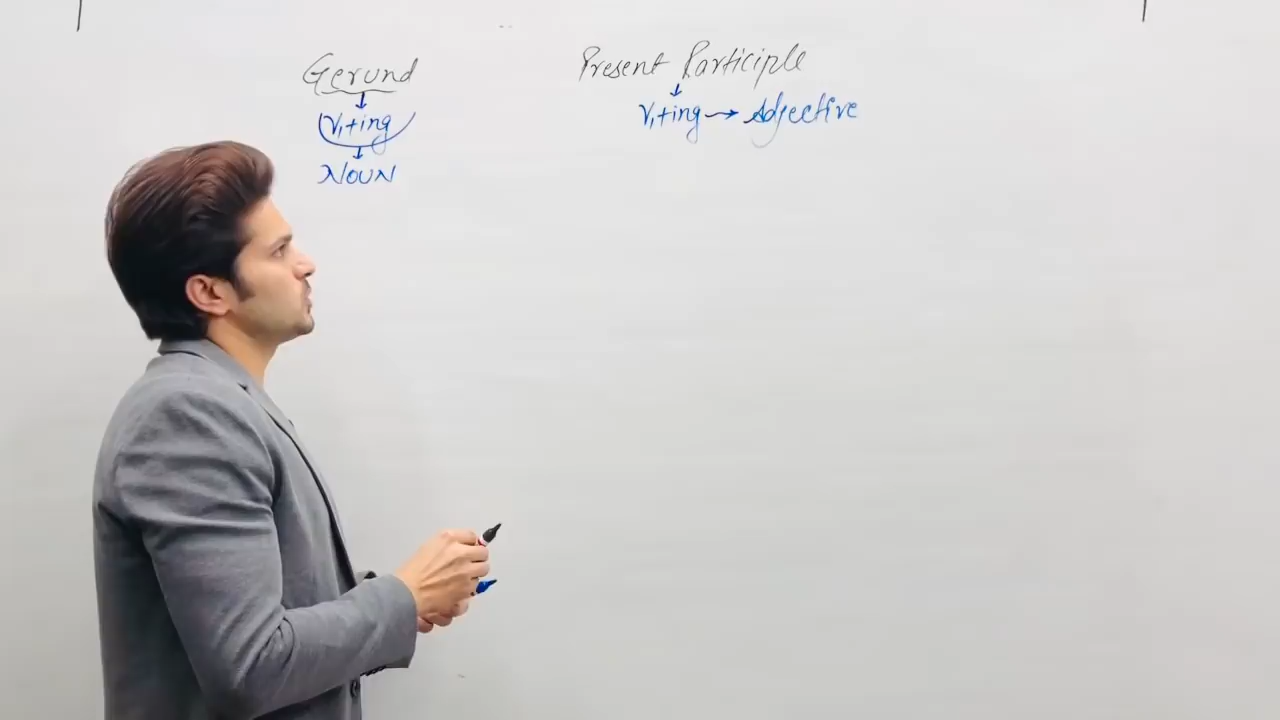 Gerund
↓
V₁+ing
↓
NOUN
Present Participle
↓
V₁+ing → Adjective